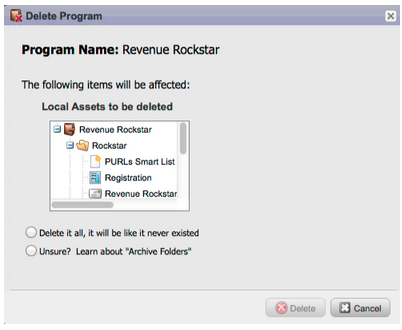 Delete Program
Program Name: Revenue Rockstar
The following items will be affected:
Local Assets to be deleted
Revenue Rockstar
Rockstar
PURLs Smart List
Registration
Revenue Rockstar
Delete it all, it will be like it never existed
Unsure? Learn about "Archive Folders"
Delete
Cancel